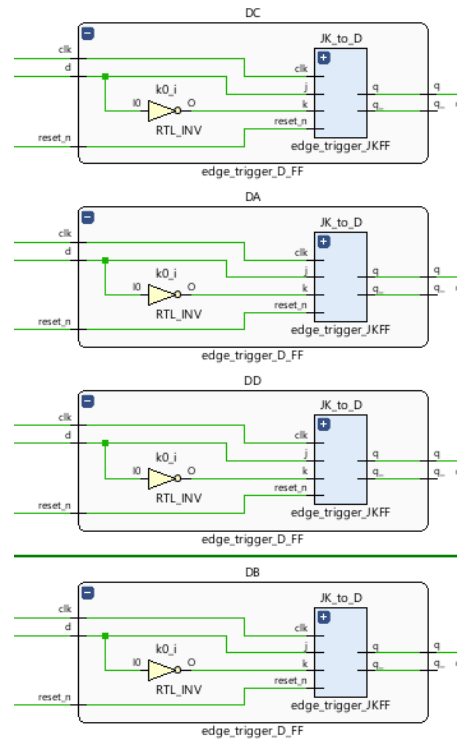 DC
JK_to_D
clk
d
k0_i
clk
j
I0
O
k
q
q
q_
q_
RTL_INV
reset_n
reset_n
edge_trigger_JKFF
edge_trigger_D_FF
DA
JK_to_D
clk
d
k0_i
clk
j
I0
O
k
q
q
q_
q_
RTL_INV
reset_n
reset_n
edge_trigger_JKFF
edge_trigger_D_FF
DD
JK_to_D
clk
d
k0_i
clk
j
I0
O
k
q
q
q_
q_
RTL_INV
reset_n
reset_n
edge_trigger_JKFF
edge_trigger_D_FF
DB
JK_to_D
clk
d
k0_i
clk
j
I0
O
k
q
q
q_
q_
RTL_INV
reset_n
reset_n
edge_trigger_JKFF
edge_trigger_D_FF